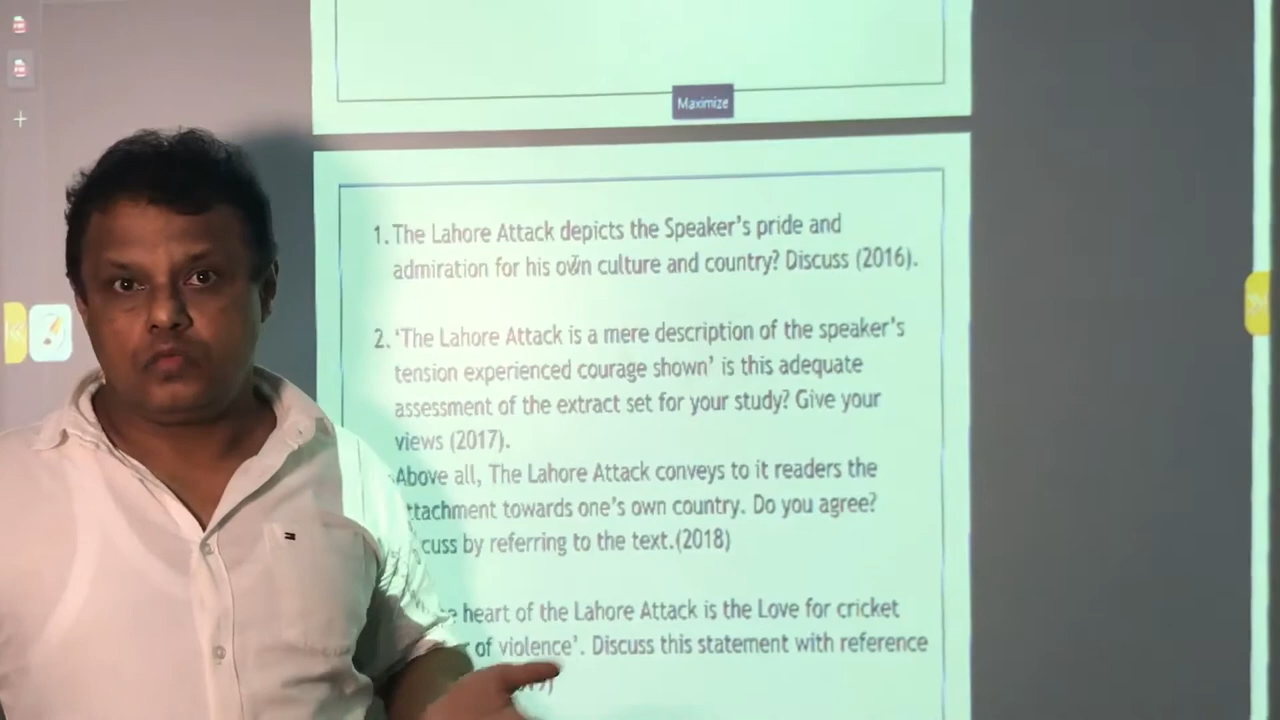 Maximize
1. The Lahore Attack depicts the Speaker's pride and
admiration for his own culture and country? Discuss (2016).
2. 'The Lahore Attack is a mere description of the speaker's
tension experienced courage shown' is this adequate
assessment of the extract set for your study? Give your
views (2017).
Above all, The Lahore Attack conveys to it readers the
ttachment towards one's own country. Do you agree?
cuss by referring to the text.(2018)
heart of the Lahore Attack is the Love for cricket
of violence'. Discuss this statement with reference